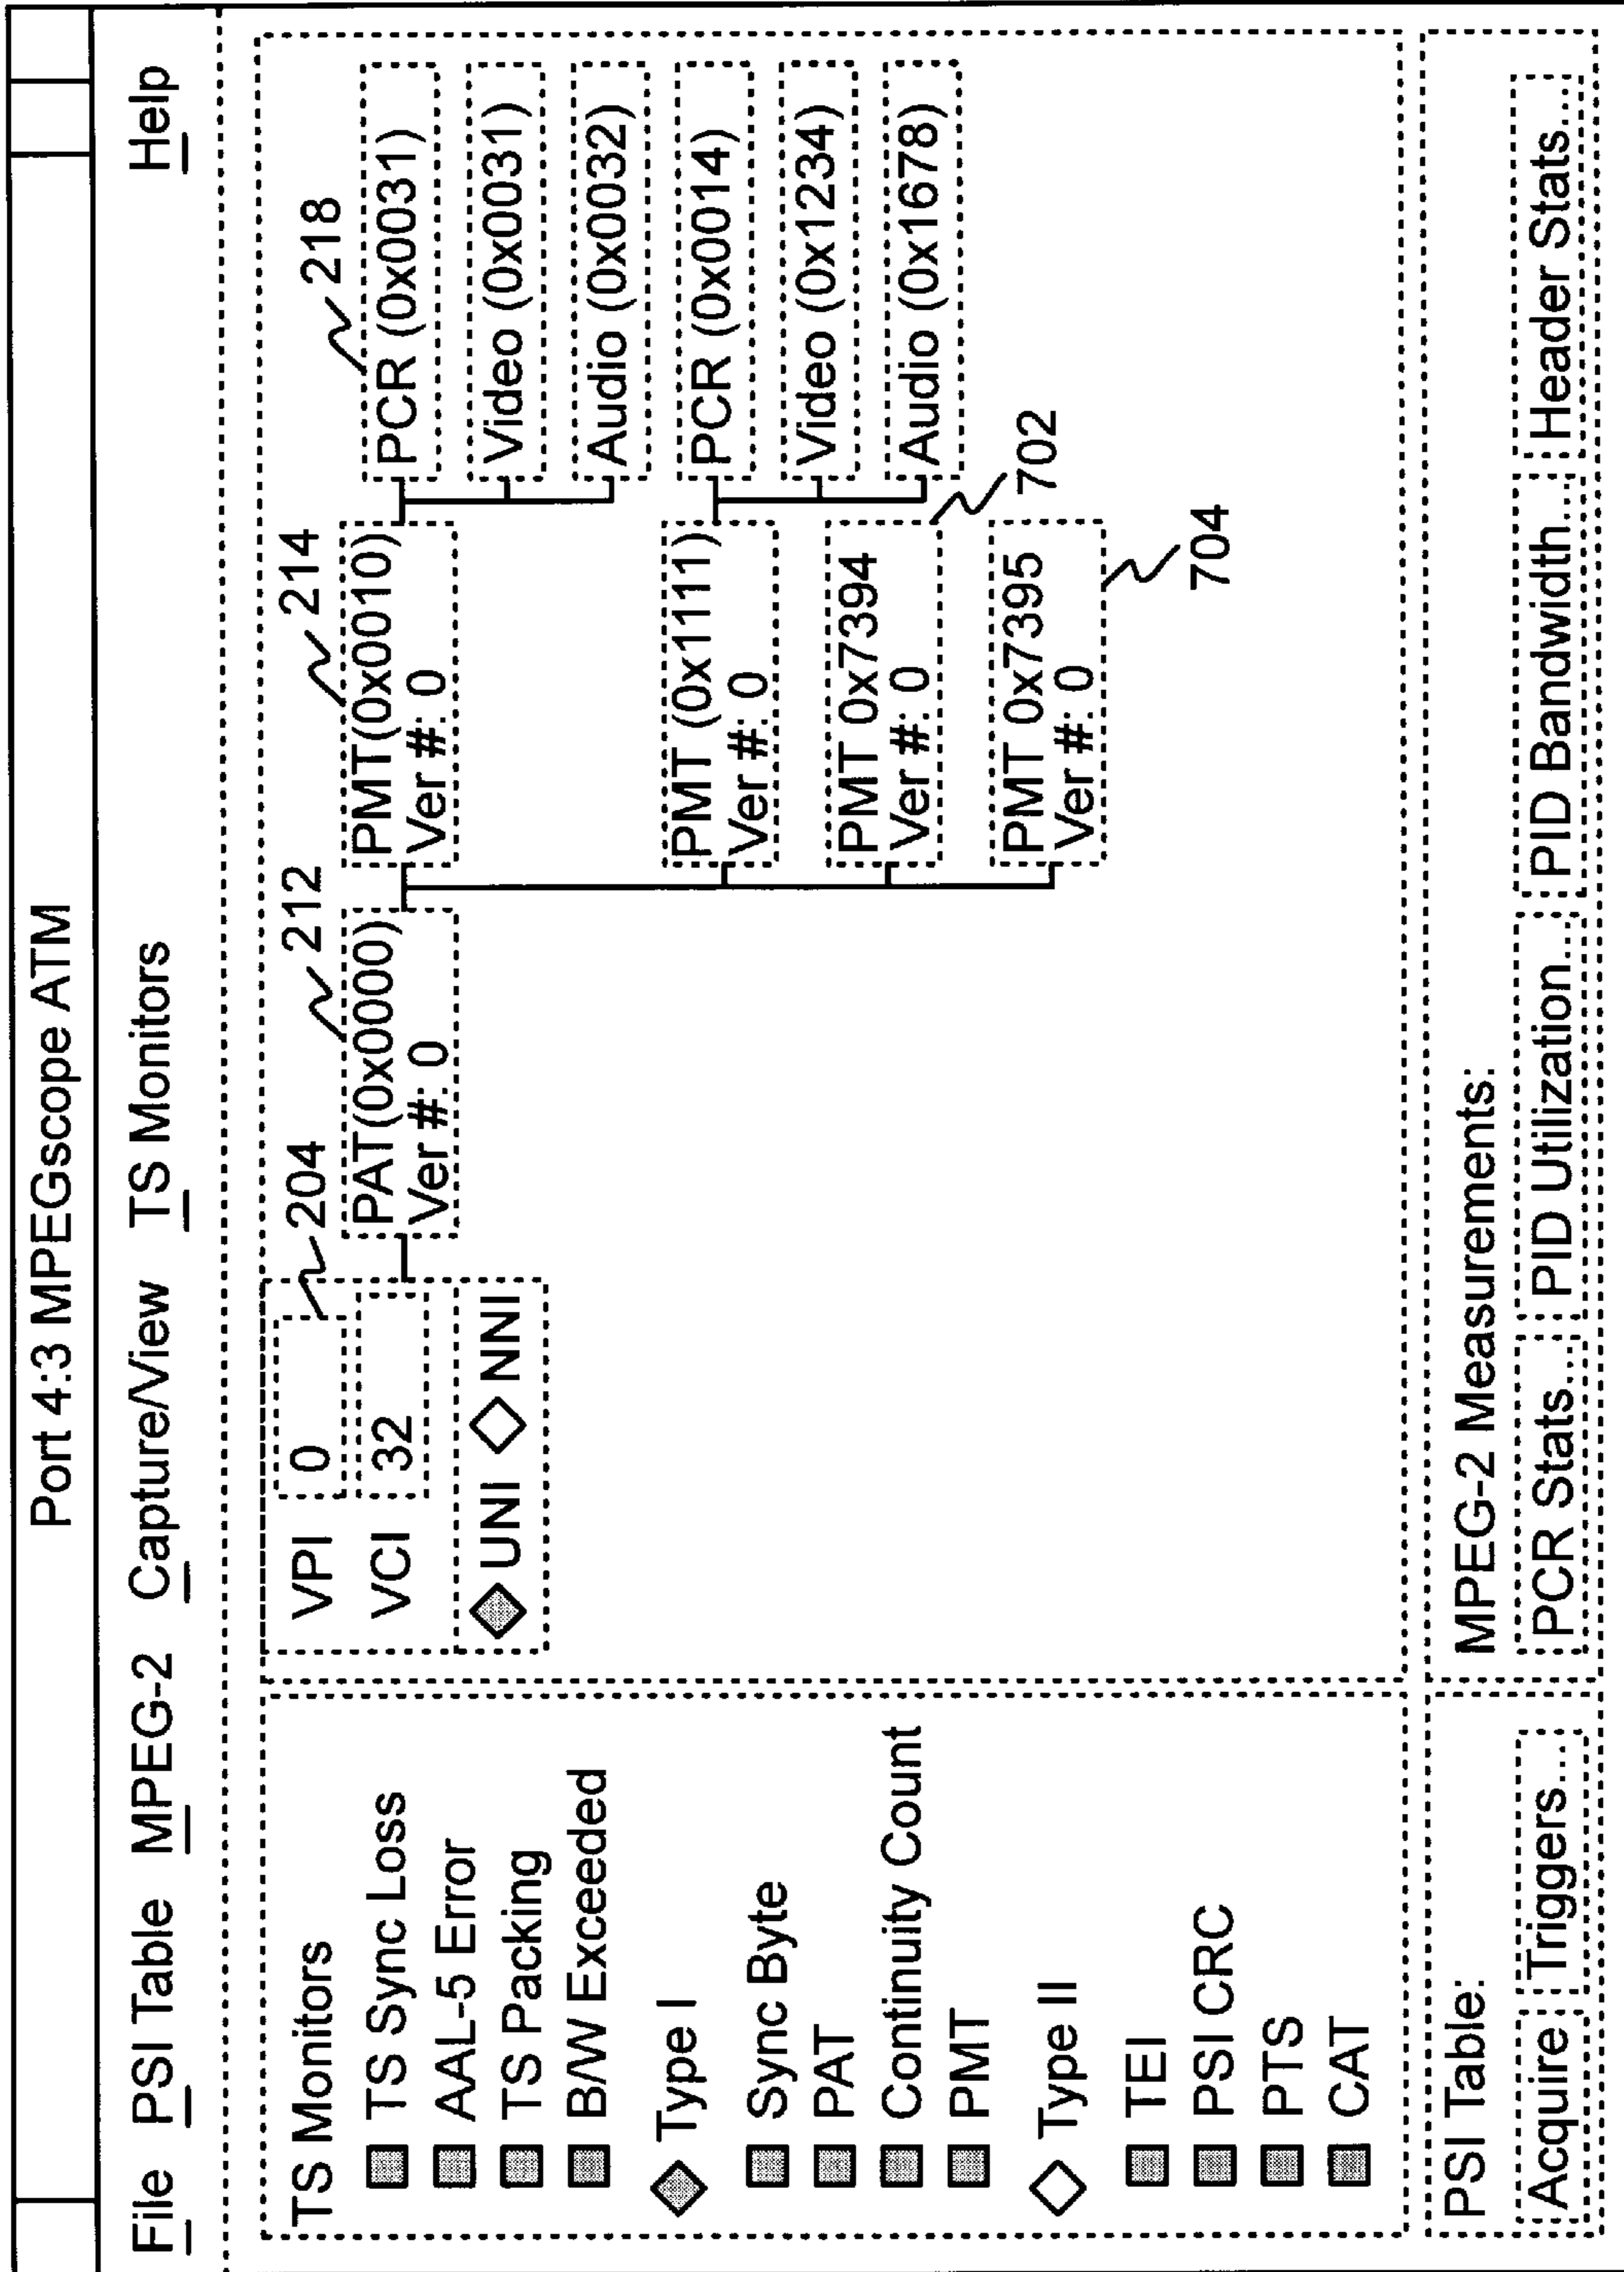 Port 4:3 MPEGscope ATM
File PSI Table MPEG-2 Capture/View TS Monitors Help
TS Monitors
TS Sync Loss
AAL-5 Error
TS Packing
B/W Exceeded
Type I
Sync Byte
PAT
Continuity Count
PMT
Type II
TEI
PSI CRC
PTS
CAT
VPI 0
VCI 32
UNI NNI
204
212
PAT(0x0000)
Ver #: 0
214
PMT(0x0010)
Ver #: 0
PMT (0x1111)
Ver #: 0
PMT 0x7394
Ver #: 0
702
PMT 0x7395
Ver #: 0
704
218
PCR (0x0031)
Video (0x0031)
Audio (0x0032)
PCR (0x0014)
Video (0x1234)
Audio (0x1678)
PSI Table:
Acquire Triggers...
MPEG-2 Measurements:
PCR Stats... PID Utilization... PID Bandwidth... Header Stats...